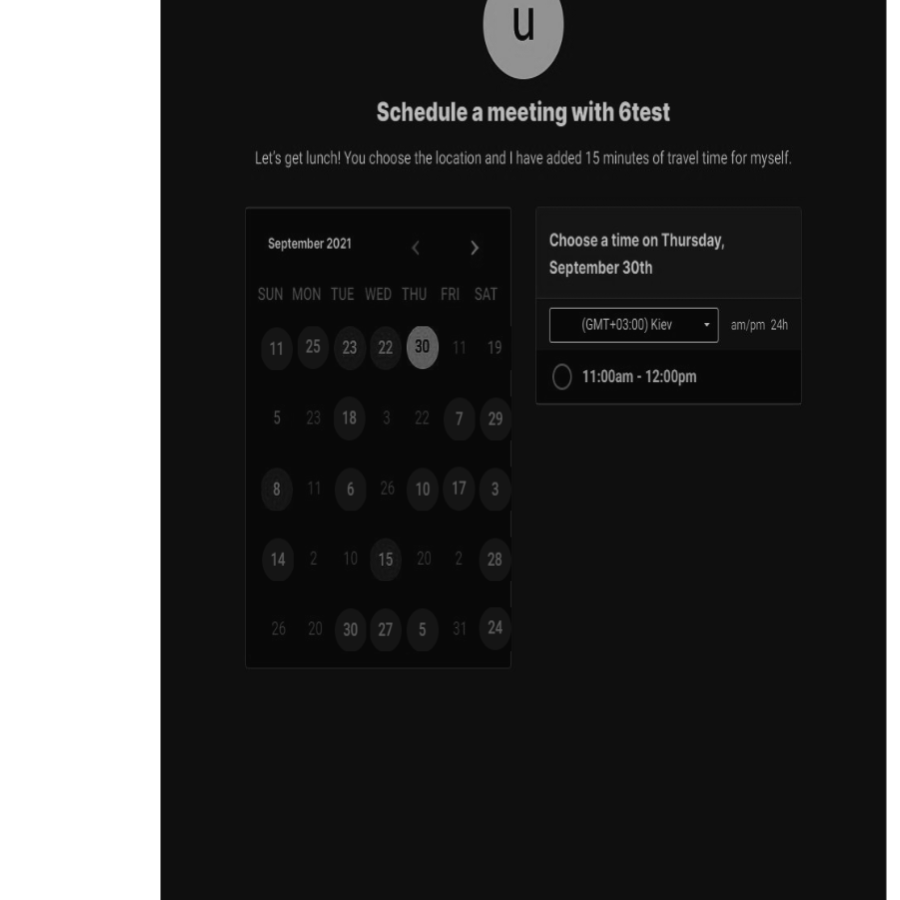 u
Schedule a meeting with 6test
Let's get lunch! You choose the location and I have added 15 minutes of travel time for myself.
September 2021
SUN MON TUE WED THU FRI SAT
11 25 23 22 30 11 19
5 23 18 3 22 7 29
8 11 6 26 10 17 3
14 2 10 15 20 2 28
26 20 30 27 5 31 24
Choose a time on Thursday,
September 30th
(GMT+03:00) Kiev am/pm 24h
11:00am - 12:00pm